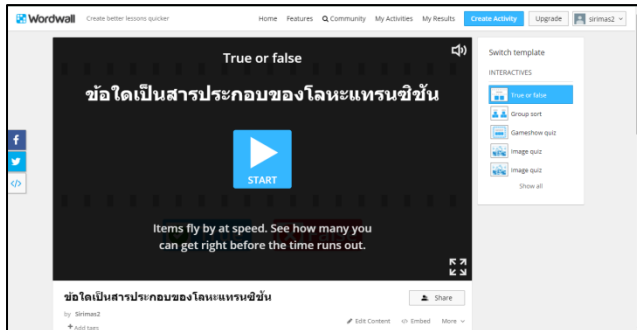 Wordwall
Create better lessons quicker
Home Features Community My Activities My Results Create Activity Upgrade sirimas2
True or false
ข้อใดเป็นสารประกอบของโลหะแทรนซิชัน
START
Items fly by at speed. See how many you
can get right before the time runs out.
Switch template
INTERACTIVES
True or false
Group sort
Gameshow quiz
Image quiz
Image quiz
Show all
ข้อใดเป็นสารประกอบของโลหะแทรนซิชัน
Share
by Sirimas2
Edit Content Embed More
Add tags